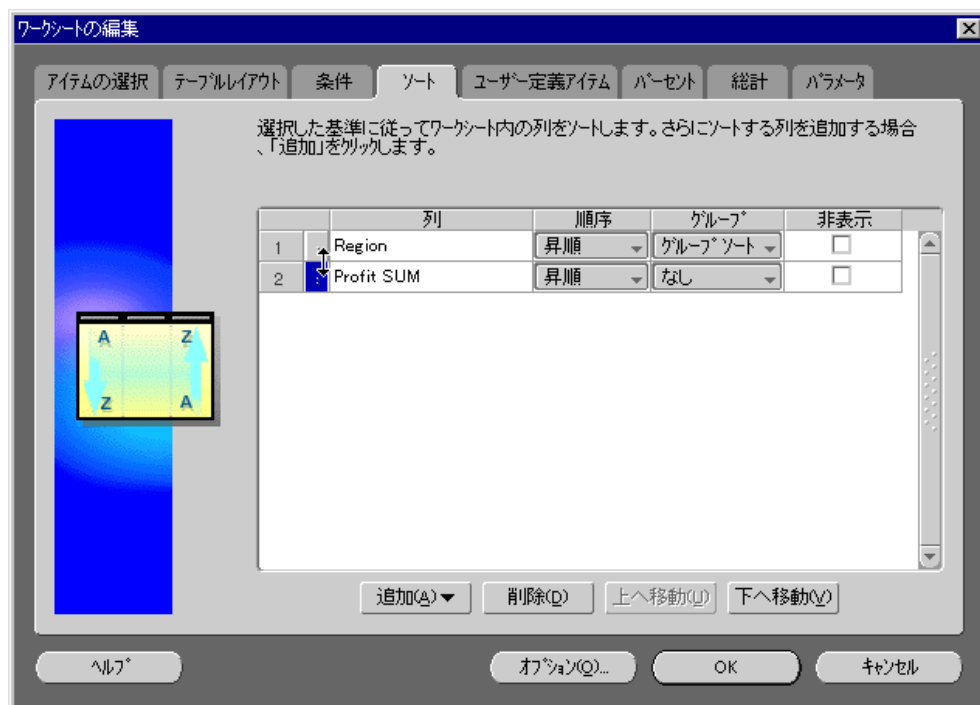 ワークシートの編集
アイテムの選択 テーブルレイアウト 条件 ソート ユーザー定義アイテム パーセント 総計 パラメータ
選択した基準に従ってワークシート内の列をソートします。さらにソートする列を追加する場合
、「追加」をクリックします。
列 順序 グループ 非表示
1 Region 昇順 グループソート
2 Profit SUM 昇順 なし
A Z
Z A
追加(A) 削除(D) 上へ移動(U) 下へ移動(V)
ヘルプ オプション(O)... OK キャンセル